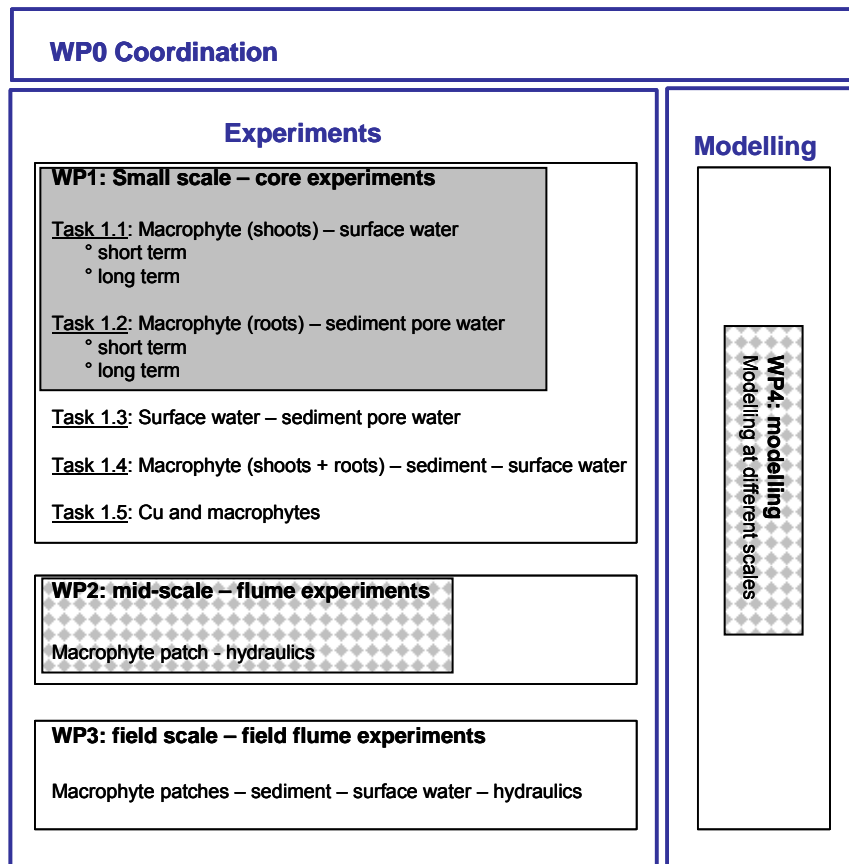 WP0 Coordination
Experiments
WP1: Small scale – core experiments
Task 1.1: Macrophyte (shoots) – surface water
° short term
° long term
Task 1.2: Macrophyte (roots) – sediment pore water
° short term
° long term
Task 1.3: Surface water – sediment pore water
Task 1.4: Macrophyte (shoots + roots) – sediment – surface water
Task 1.5: Cu and macrophytes
WP2: mid-scale – flume experiments
Macrophyte patch - hydraulics
WP3: field scale – field flume experiments
Macrophyte patches – sediment – surface water – hydraulics
Modelling
WP4: modelling
Modelling at different scales